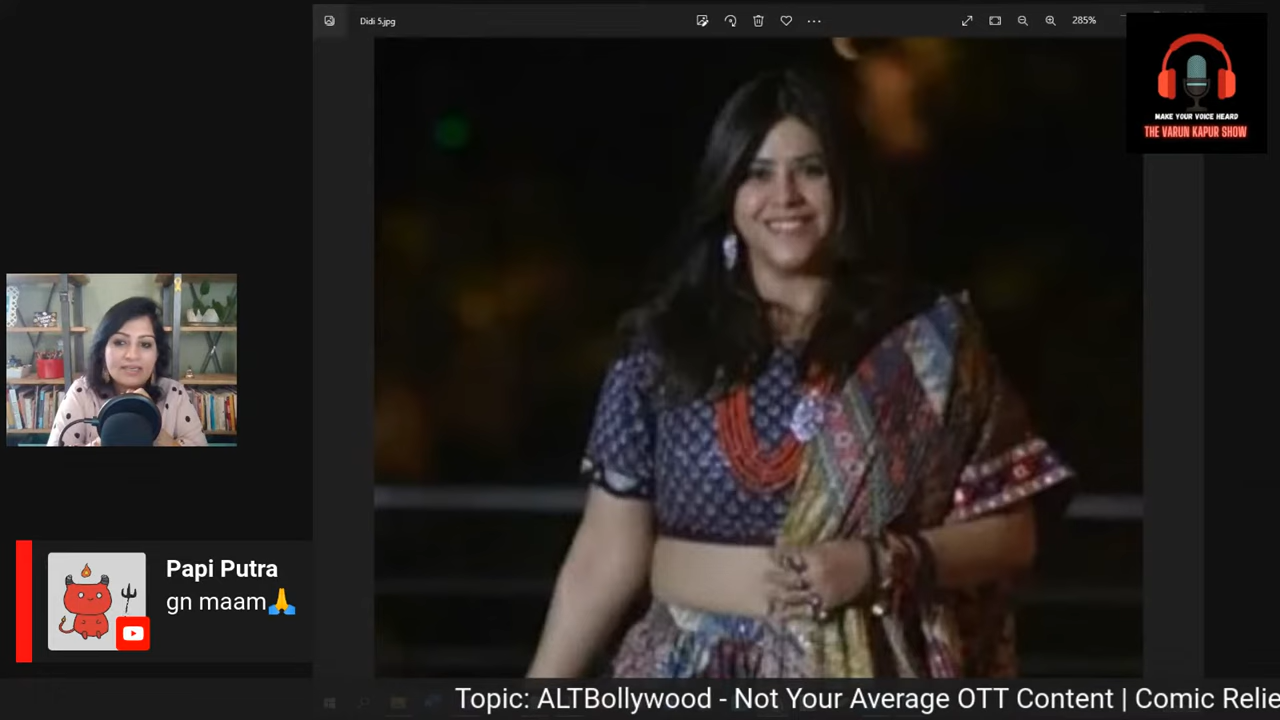 Didi 5.jpg
285%
MAKE YOUR VOICE HEARD
THE VARUN KAPUR SHOW
Papi Putra
gn maam🙏
Topic: ALTBollywood - Not Your Average OTT Content | Comic Relie